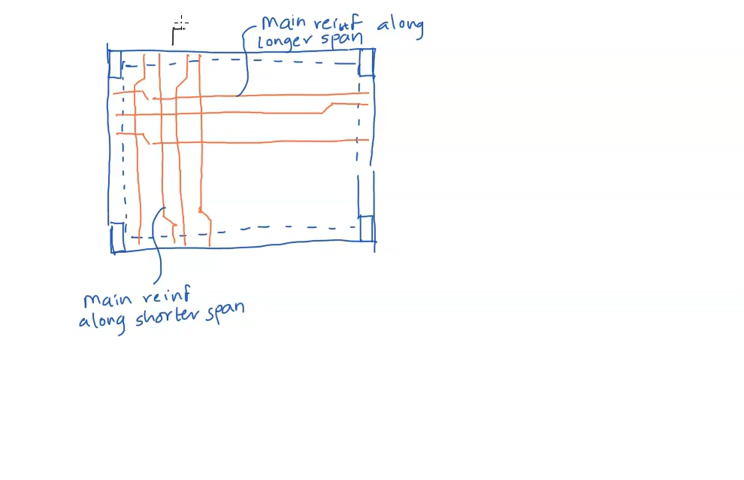 Main reinf along
longer span
main reinf
along shorter span